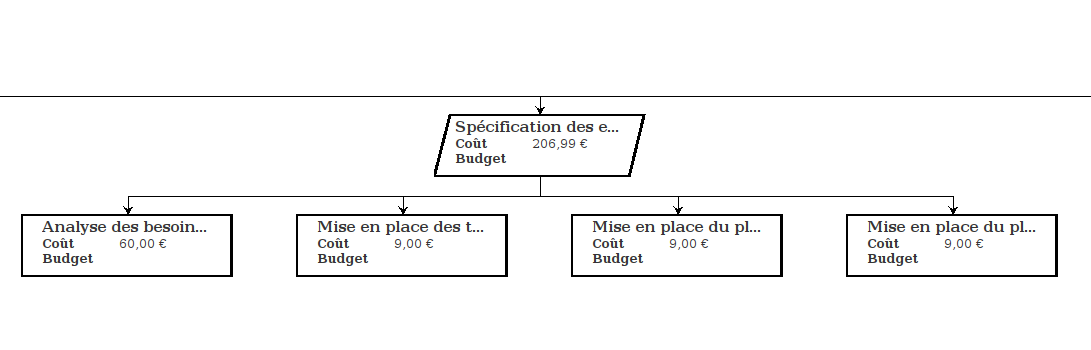 Spécification des e...
Coût 206,99 €
Budget
Analyse des besoin...
Coût 60,00 €
Budget
Mise en place des t...
Coût 9,00 €
Budget
Mise en place du pl...
Coût 9,00 €
Budget
Mise en place du pl...
Coût 9,00 €
Budget